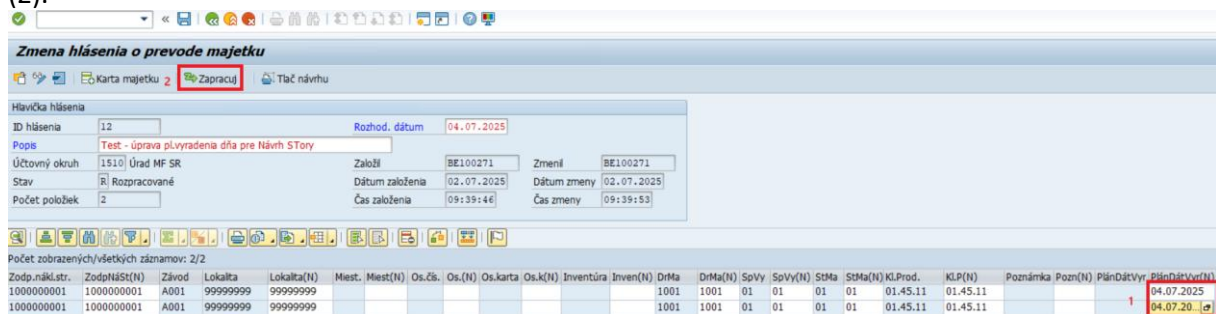 (2).
Zmena hlásenia o prevode majetku
Karta majetku 2 Zapracuj Tlač návrhu
Hlavička hlásenia
ID hlásenia 12 Rozhod. dátum 04.07.2025
Popis Test - úprava pl.vyradenia dňa pre Návrh STory
Účtovný okruh 1510 Úrad MF SR Založil BE100271 Zmenil BE100271
Stav R Rozpracované Dátum založenia 02.07.2025 Dátum zmeny 02.07.2025
Počet položiek 2 Čas založenia 09:39:46 Čas zmeny 09:39:53
Počet zobrazených/všetkých záznamov: 2/2
Zodp.nákl.str. ZodpNáSt(N) Závod Lokalita Lokalita(N) Miest. Miest(N) Os.čís. Os.(N) Os.karta Os.k(N) Inventúra Inven(N) DrMa DrMa(N) SpVy SpVy(N) StMa StMa(N) Kl.Prod. KL.P(N) Poznámka Pozn(N) PlánDátVyr PlánDátVyr(N)
1000000001 1000000001 A001 99999999 99999999 1001 1001 01 01 01 01 01.45.11 01.45.11 04.07.2025
1000000001 1000000001 A001 99999999 99999999 1001 1001 01 01 01 01 01.45.11 01.45.11 1 04.07.20...